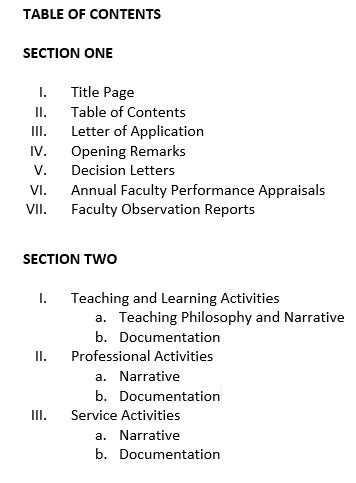 TABLE OF CONTENTS
SECTION ONE
I. Title Page
II. Table of Contents
III. Letter of Application
IV. Opening Remarks
V. Decision Letters
VI. Annual Faculty Performance Appraisals
VII. Faculty Observation Reports
SECTION TWO
I. Teaching and Learning Activities
a. Teaching Philosophy and Narrative
b. Documentation
II. Professional Activities
a. Narrative
b. Documentation
III. Service Activities
a. Narrative
b. Documentation